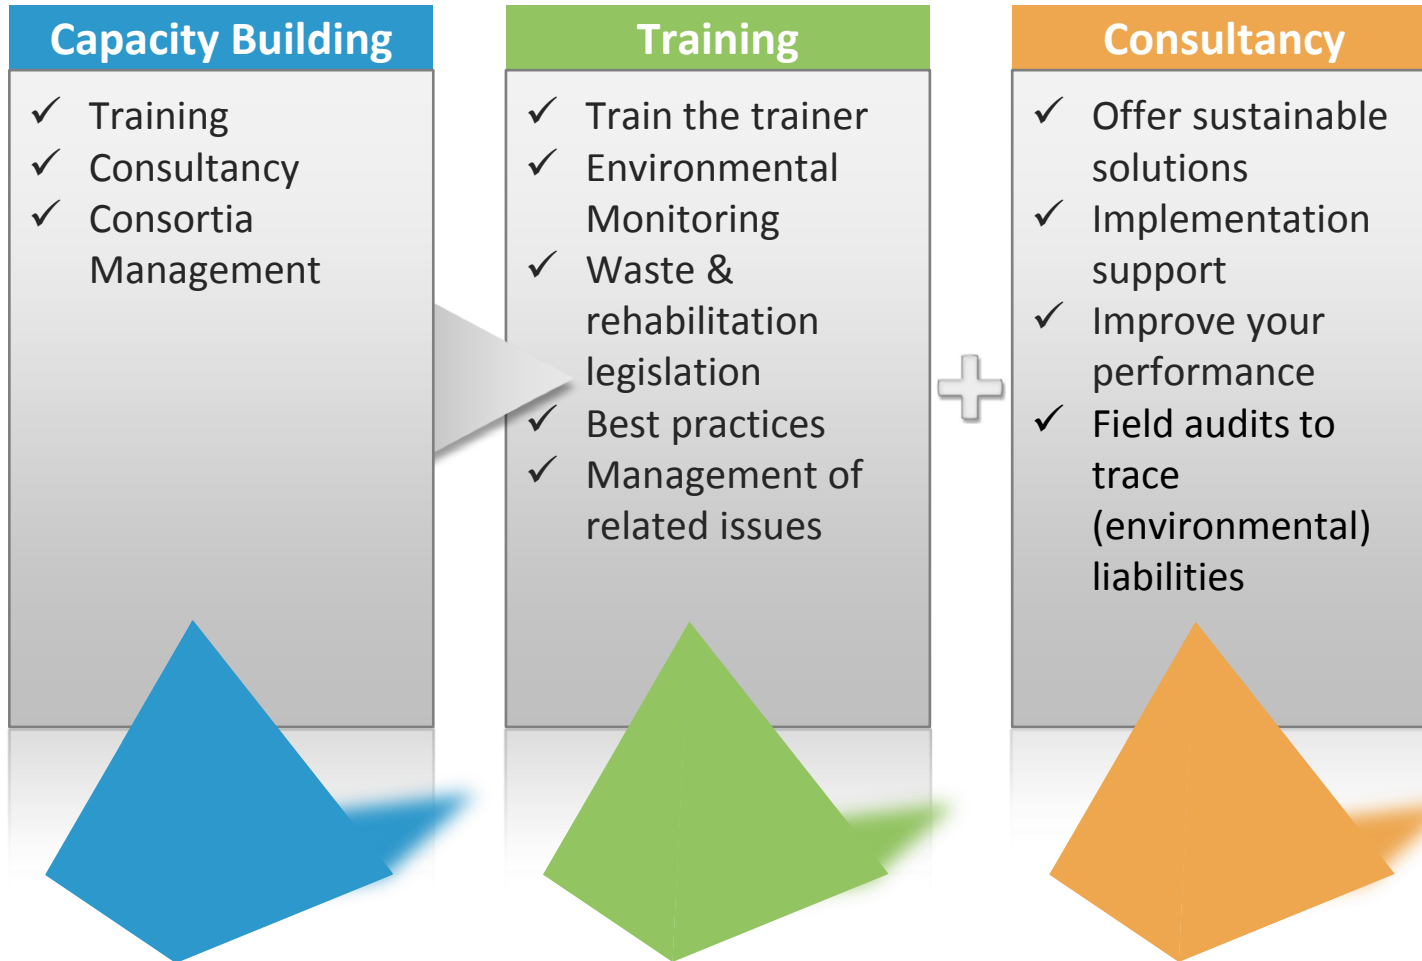 Capacity Building
✓ Training
✓ Consultancy
✓ Consortia
Management
Training
✓ Train the trainer
✓ Environmental
Monitoring
✓ Waste &
rehabilitation
legislation
✓ Best practices
✓ Management of
related issues
Consultancy
✓ Offer sustainable
solutions
✓ Implementation
support
✓ Improve your
performance
✓ Field audits to
trace
(environmental)
liabilities